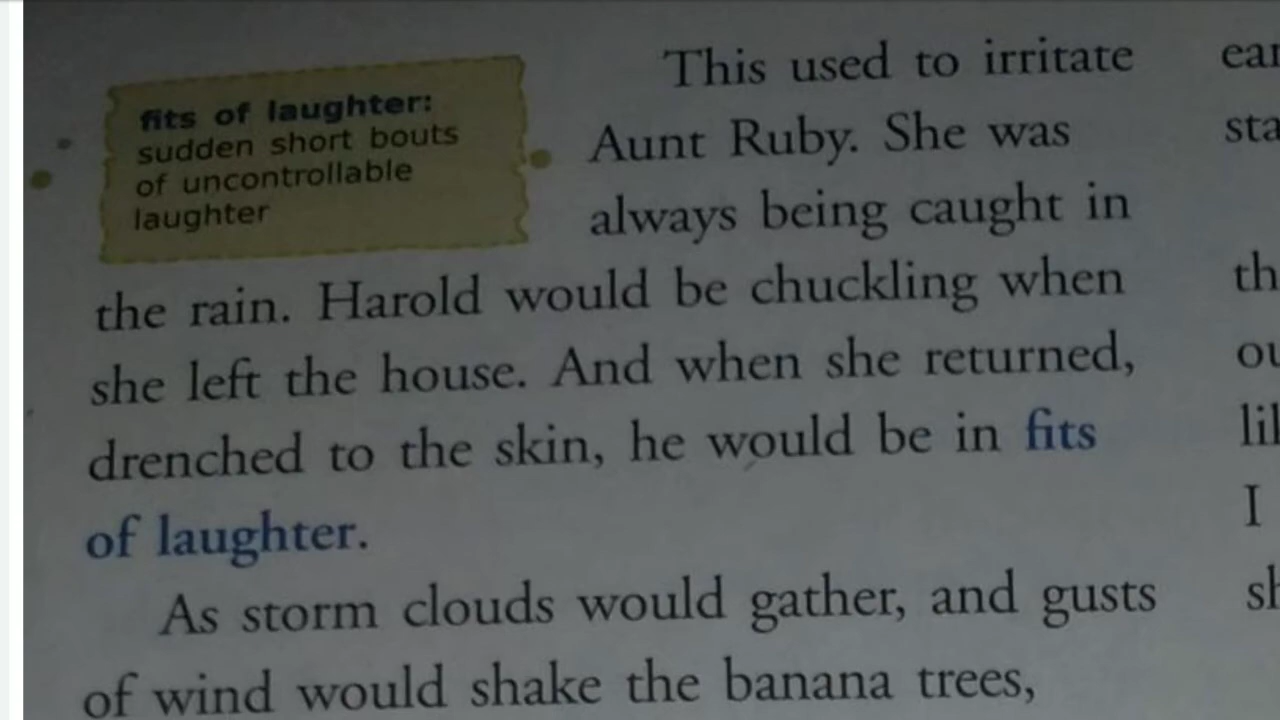 fits of laughter:
sudden short bouts
of uncontrollable
laughter
This used to irritate
Aunt Ruby. She was
always being caught in
the rain. Harold would be chuckling when
she left the house. And when she returned,
drenched to the skin, he would be in fits
of laughter.
As storm clouds would gather, and gusts
of wind would shake the banana trees,
I